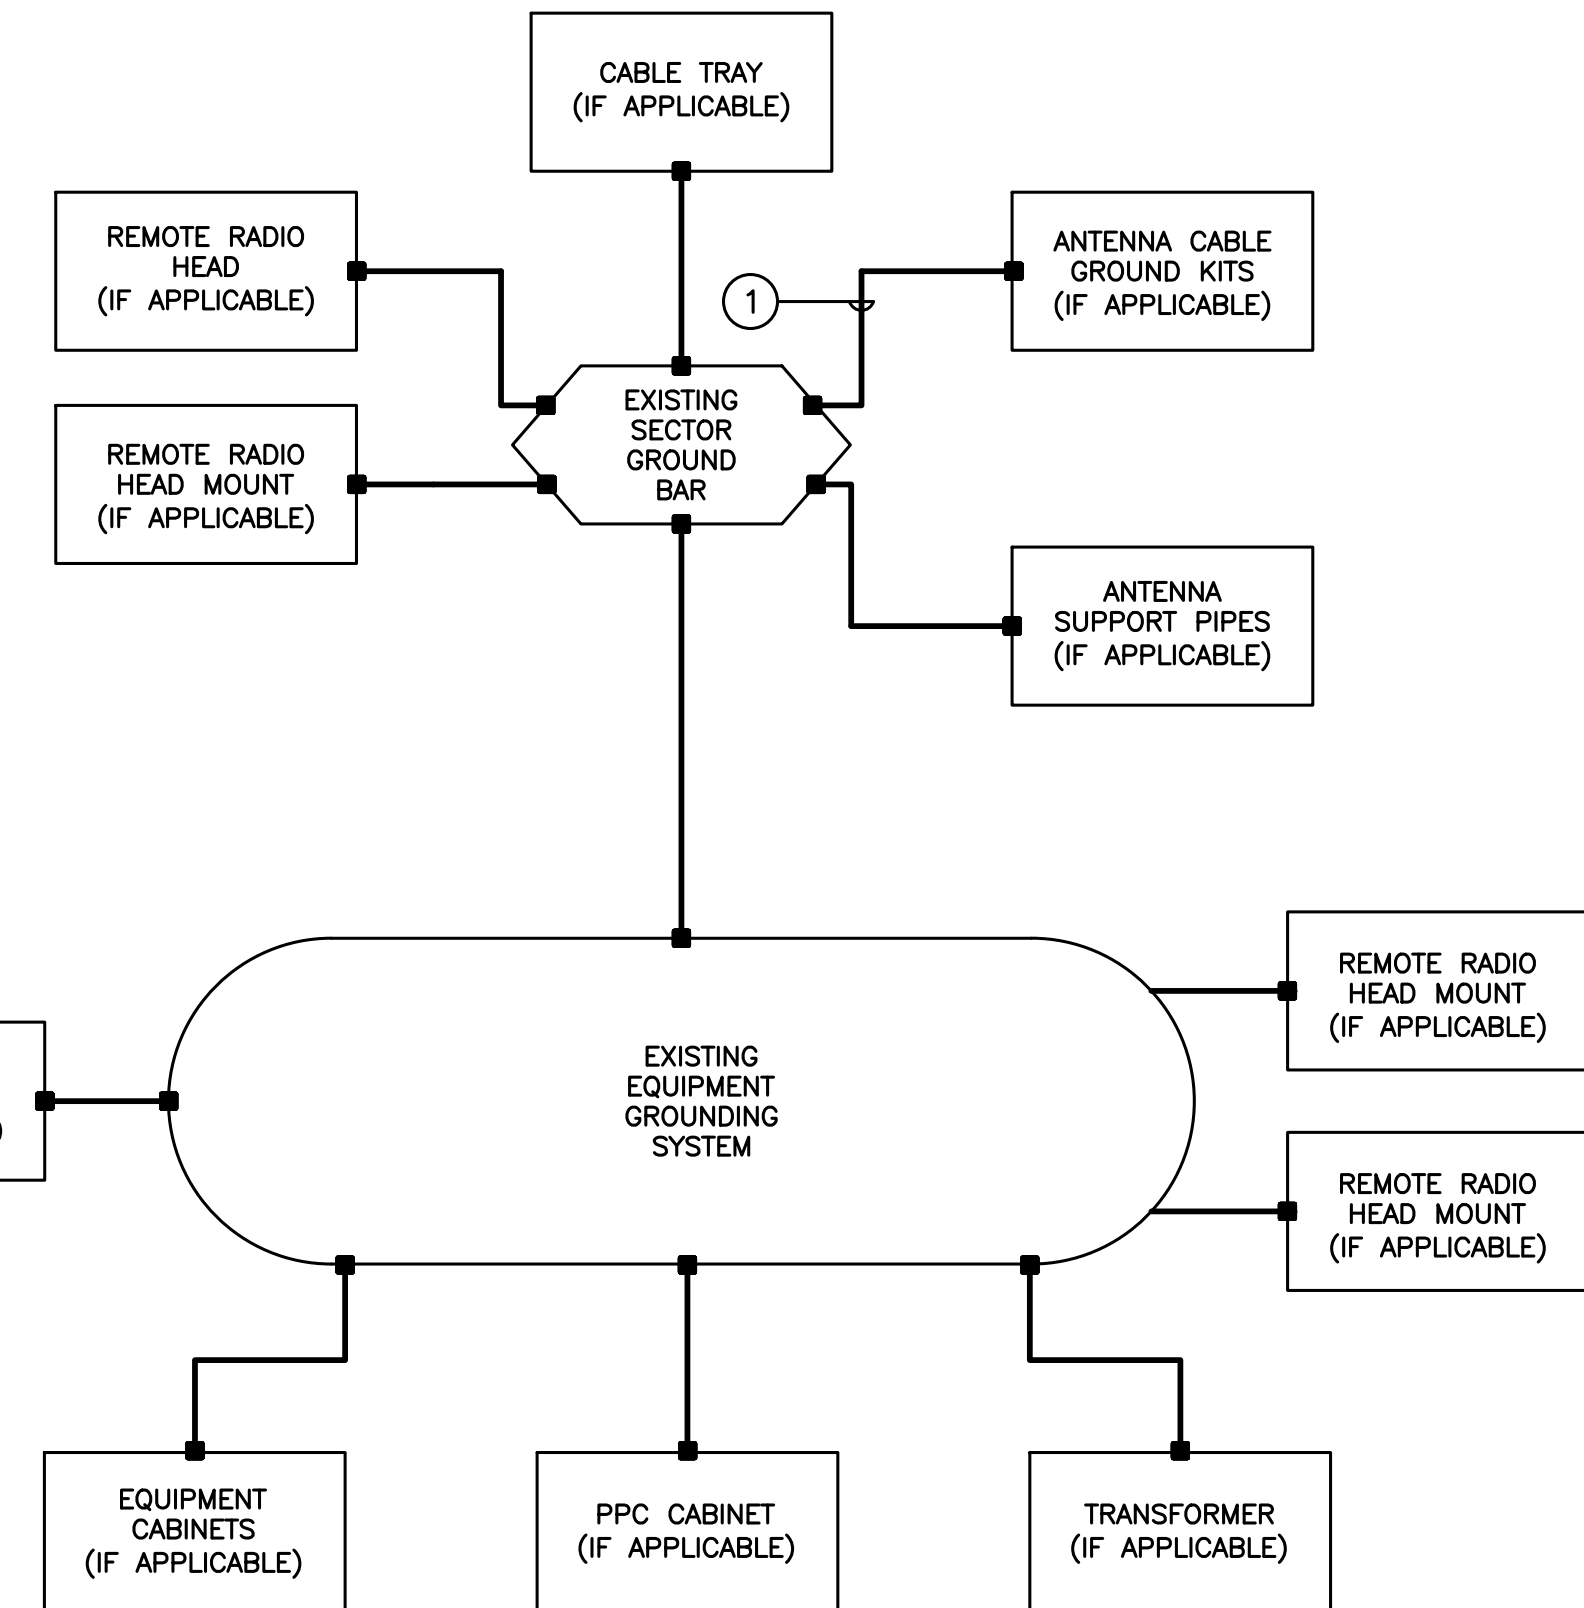 CABLE TRAY
(IF APPLICABLE)
REMOTE RADIO
HEAD
(IF APPLICABLE)
1
ANTENNA CABLE
GROUND KITS
(IF APPLICABLE)
EXISTING
SECTOR
GROUND
BAR
REMOTE RADIO
HEAD MOUNT
(IF APPLICABLE)
ANTENNA
SUPPORT PIPES
(IF APPLICABLE)
REMOTE RADIO
HEAD MOUNT
(IF APPLICABLE)
)
EXISTING
EQUIPMENT
GROUNDING
SYSTEM
REMOTE RADIO
HEAD MOUNT
(IF APPLICABLE)
EQUIPMENT
CABINETS
(IF APPLICABLE)
PPC CABINET
(IF APPLICABLE)
TRANSFORMER
(IF APPLICABLE)